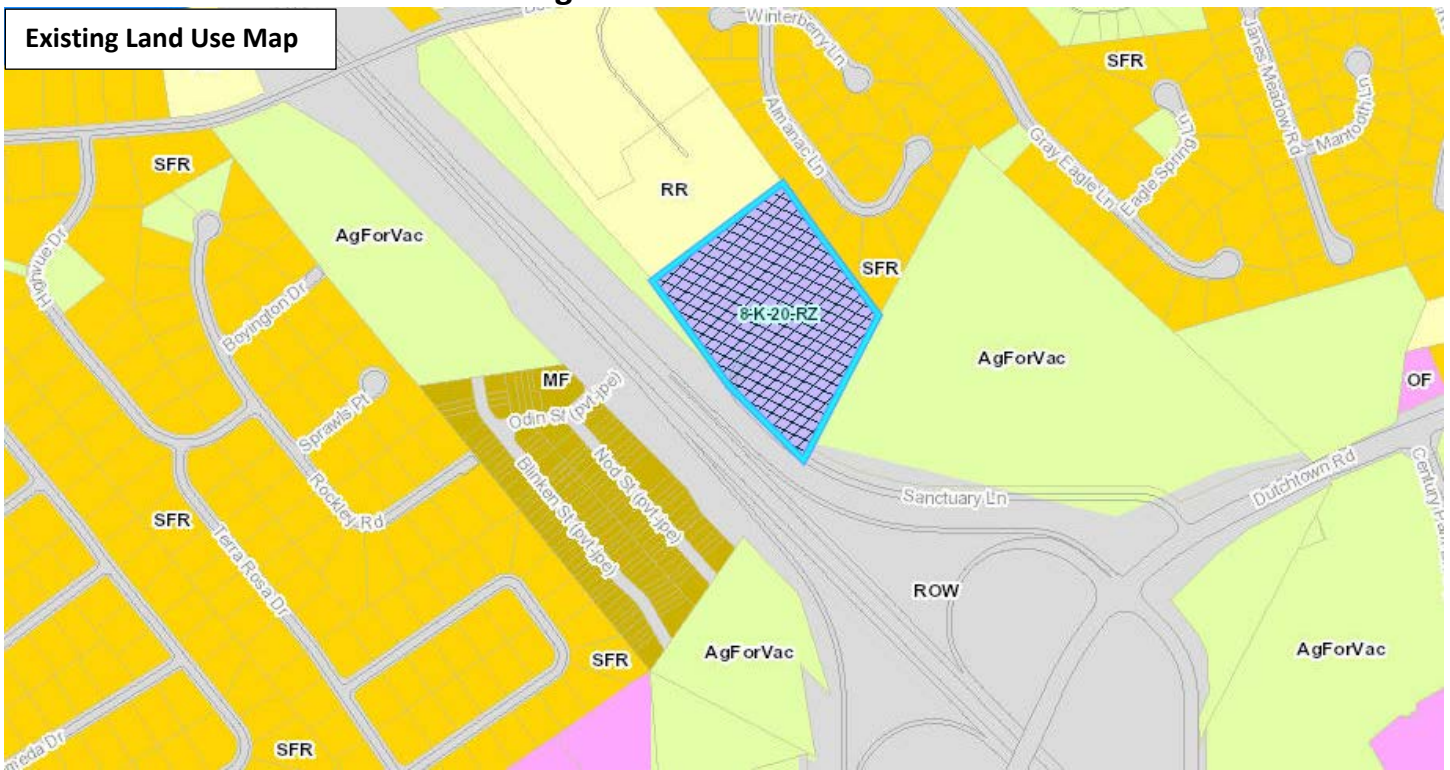 Existing Land Use Map
Winterberry Ln
SFR
Janes Meadow Rd
Mantooth Ln
Almanac Ln
Eagle Spring Ln
Gray Eagle Ln
SFR
RR
AgForVac
SFR
Highvue Dr
Boyington Dr
8-K-20-RZ
AgForVac
MF
OF
Odin St (pvt-jpe)
Sprawls Pt
Nod St (pvt-jpe)
Blinken St (pvt-jpe)
Rockley Rd
Sanctuary Ln
Dutchtown Rd
SFR
Terra Rosa Dr
ROW
SFR
AgForVac
AgForVac
SFR